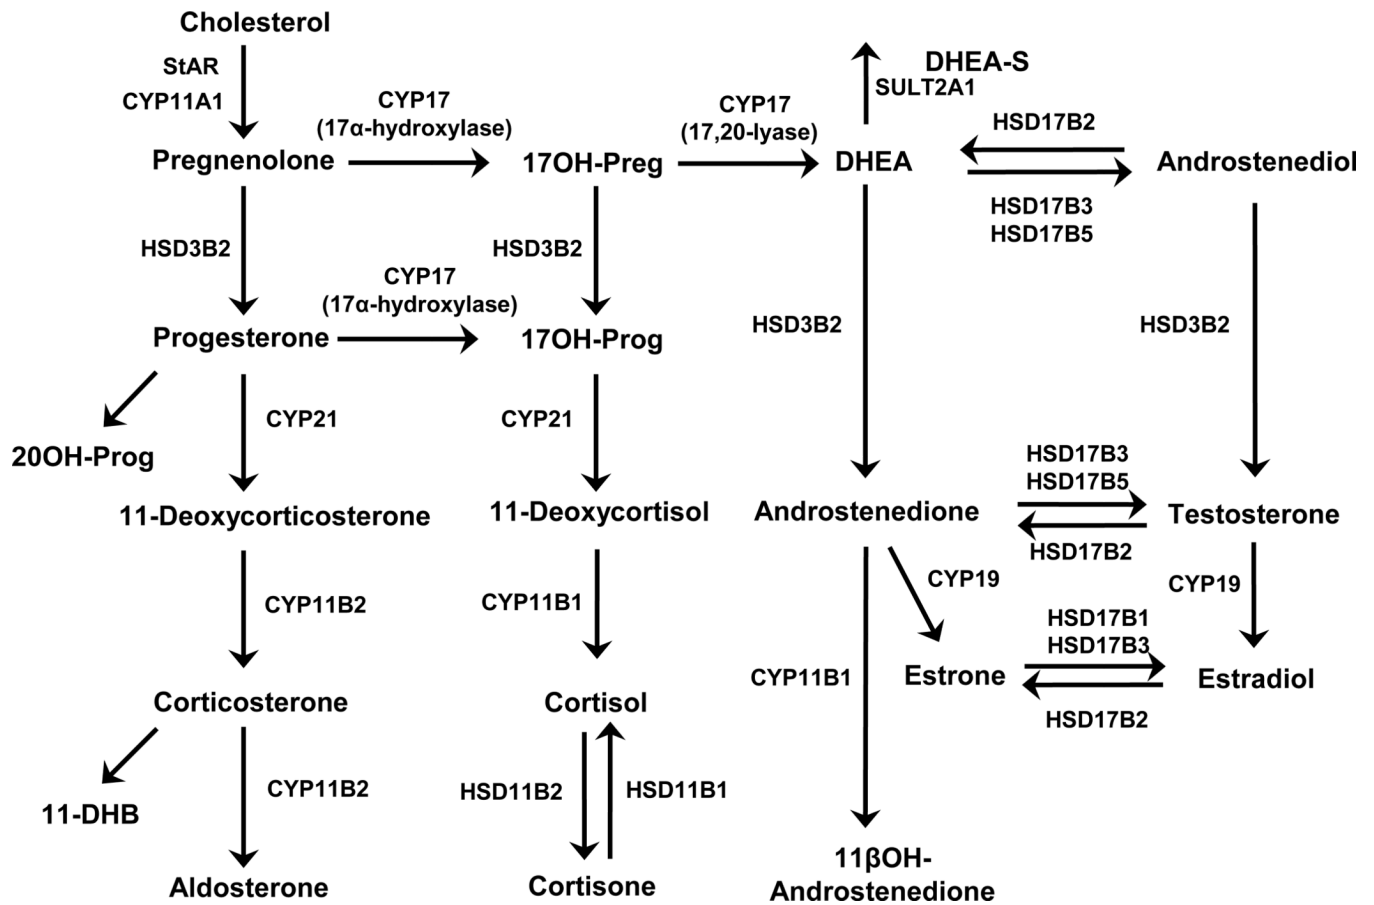 Cholesterol
StAR
CYP11A1
CYP17
(17α-hydroxylase)
CYP17
(17,20-lyase)
DHEA-S
SULT2A1
HSD17B2
Pregnenolone
17OH-Preg
DHEA
Androstenediol
HSD17B3
HSD17B5
HSD3B2
HSD3B2
CYP17
(17α-hydroxylase)
HSD3B2
HSD3B2
Progesterone
17OH-Prog
CYP21
CYP21
20OH-Prog
HSD17B3
HSD17B5
11-Deoxycorticosterone
11-Deoxycortisol
Androstenedione
Testosterone
HSD17B2
CYP19
CYP19
CYP11B2
CYP11B1
HSD17B1
HSD17B3
CYP11B1
Estrone
Estradiol
HSD17B2
Corticosterone
Cortisol
CYP11B2
HSD11B2
HSD11B1
11-DHB
11βOH-
Androstenedione
Aldosterone
Cortisone